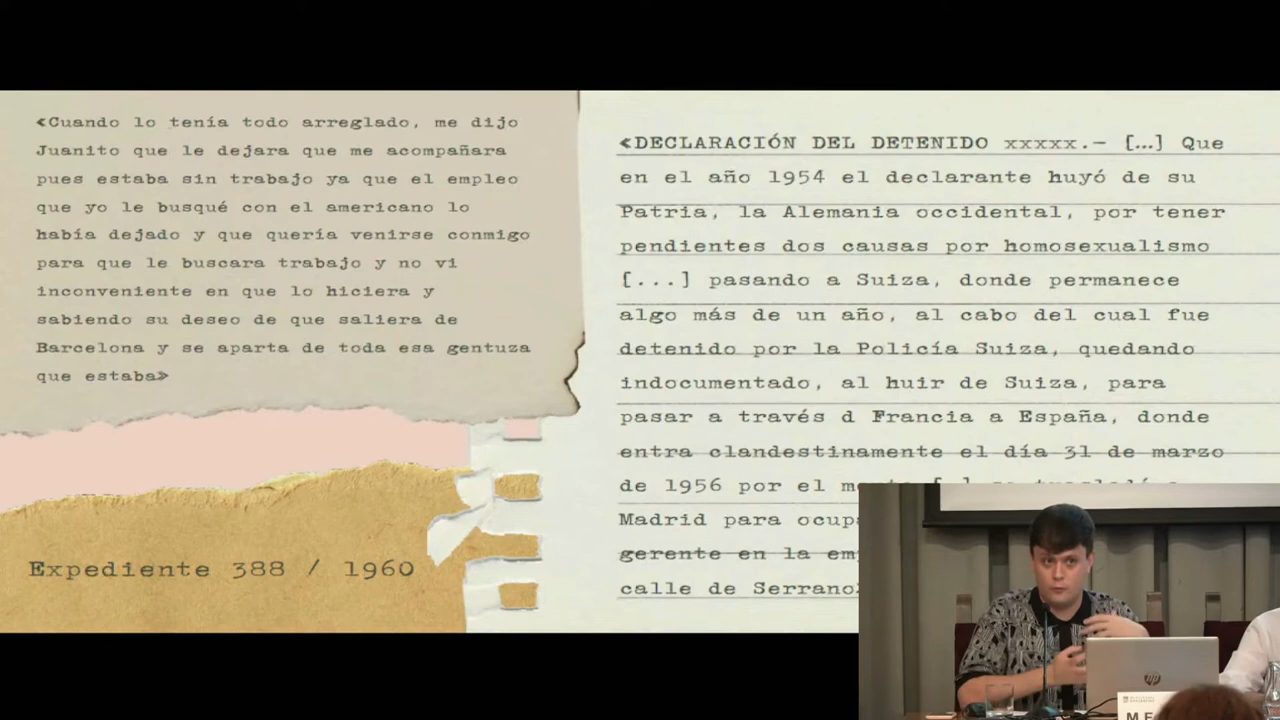 «Cuando lo tenía todo arreglado, me dijo
Juanito que le dejara que me acompañara
pues estaba sin trabajo ya que el empleo
que yo le busqué con el americano lo
había dejado y que quería venirse conmigo
para que le buscara trabajo y no vi
inconveniente en que lo hiciera y
sabiendo su deseo de que saliera de
Barcelona y se aparta de toda esa gentuza
que estaba»
Expediente 388 / 1960
«DECLARACIÓN DEL DETENIDO xxxxx.— […] Que
en el año 1954 el declarante huyó de su
Patria, la Alemania occidental, por tener
pendientes dos causas por homosexualismo
[...] pasando a Suiza, donde permanece
algo más de un año, al cabo del cual fue
detenido por la Policía Suiza, quedando
indocumentado, al huir de Suiza, para
pasar a través d Francia a España, donde
entra clandestinamente el día 31 de marzo
de 1956 por el
Madrid para
gerente en la
calle de Serrano
hp